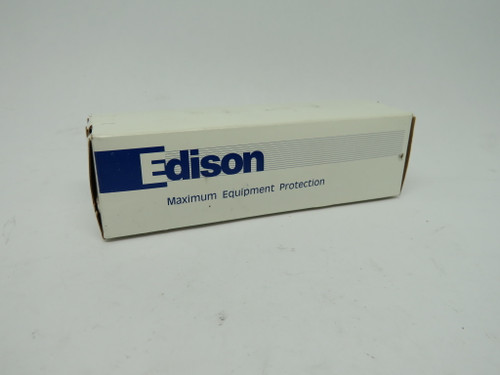 Edison
Maximum Equipment Protection